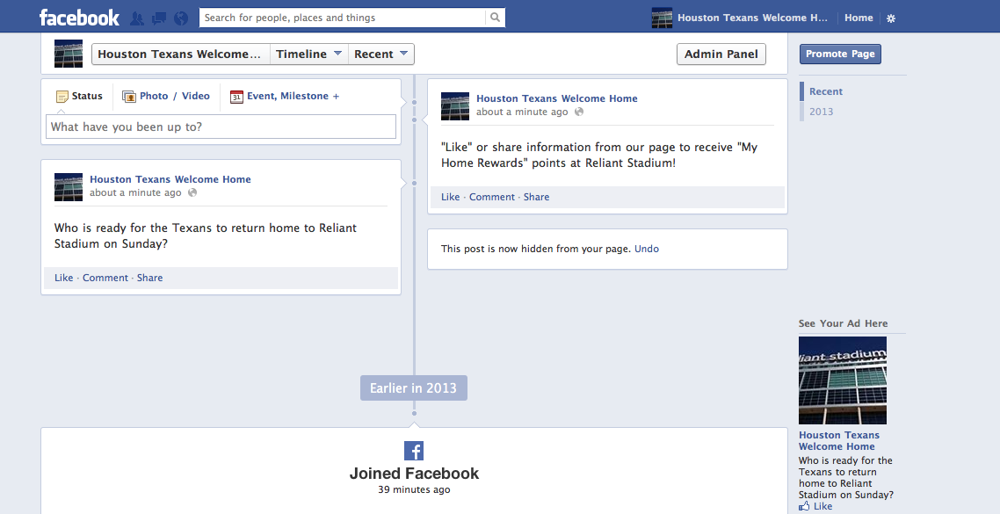 facebook
Search for people, places and things
Houston Texans Welcome H...
Home
Houston Texans Welcome...
Timeline
Recent
Admin Panel
Promote Page
Recent
2013
Status
Photo / Video
31
Event, Milestone +
What have you been up to?
Houston Texans Welcome Home
about a minute ago
"Like" or share information from our page to receive "My
Home Rewards" points at Reliant Stadium!
Like · Comment · Share
Houston Texans Welcome Home
about a minute ago
Who is ready for the Texans to return home to Reliant
Stadium on Sunday?
Like · Comment · Share
This post is now hidden from your page. Undo
Earlier in 2013
f
Joined Facebook
39 minutes ago
See Your Ad Here
liant stadium
Houston Texans
Welcome Home
Who is ready for the
Texans to return
home to Reliant
Stadium on Sunday?
Like